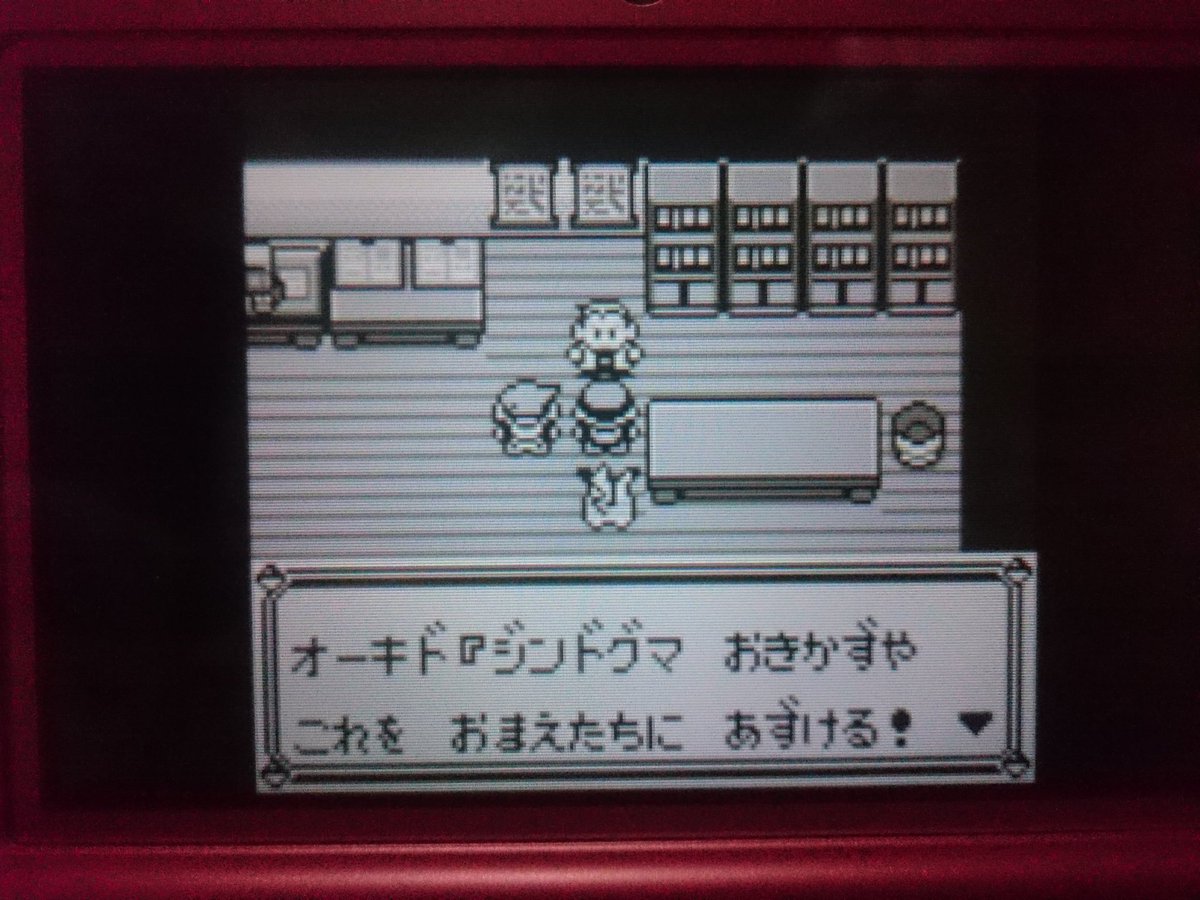 オーキド『ジンドグマ　おきかずや
これを　おまえたちに　あずける！